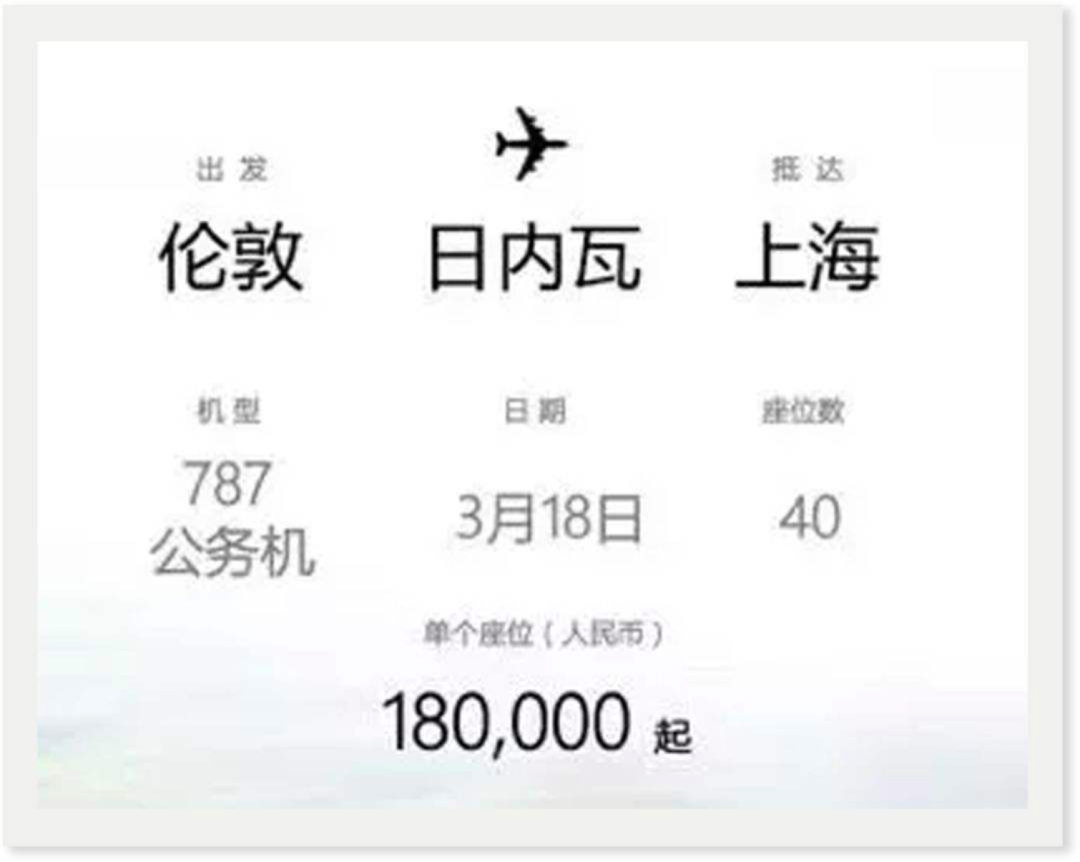 出发
抵达
伦敦
日内瓦
上海
机型
日期
座位数
787
公务机
3月18日
40
单个座位(人民币)
180,000 起